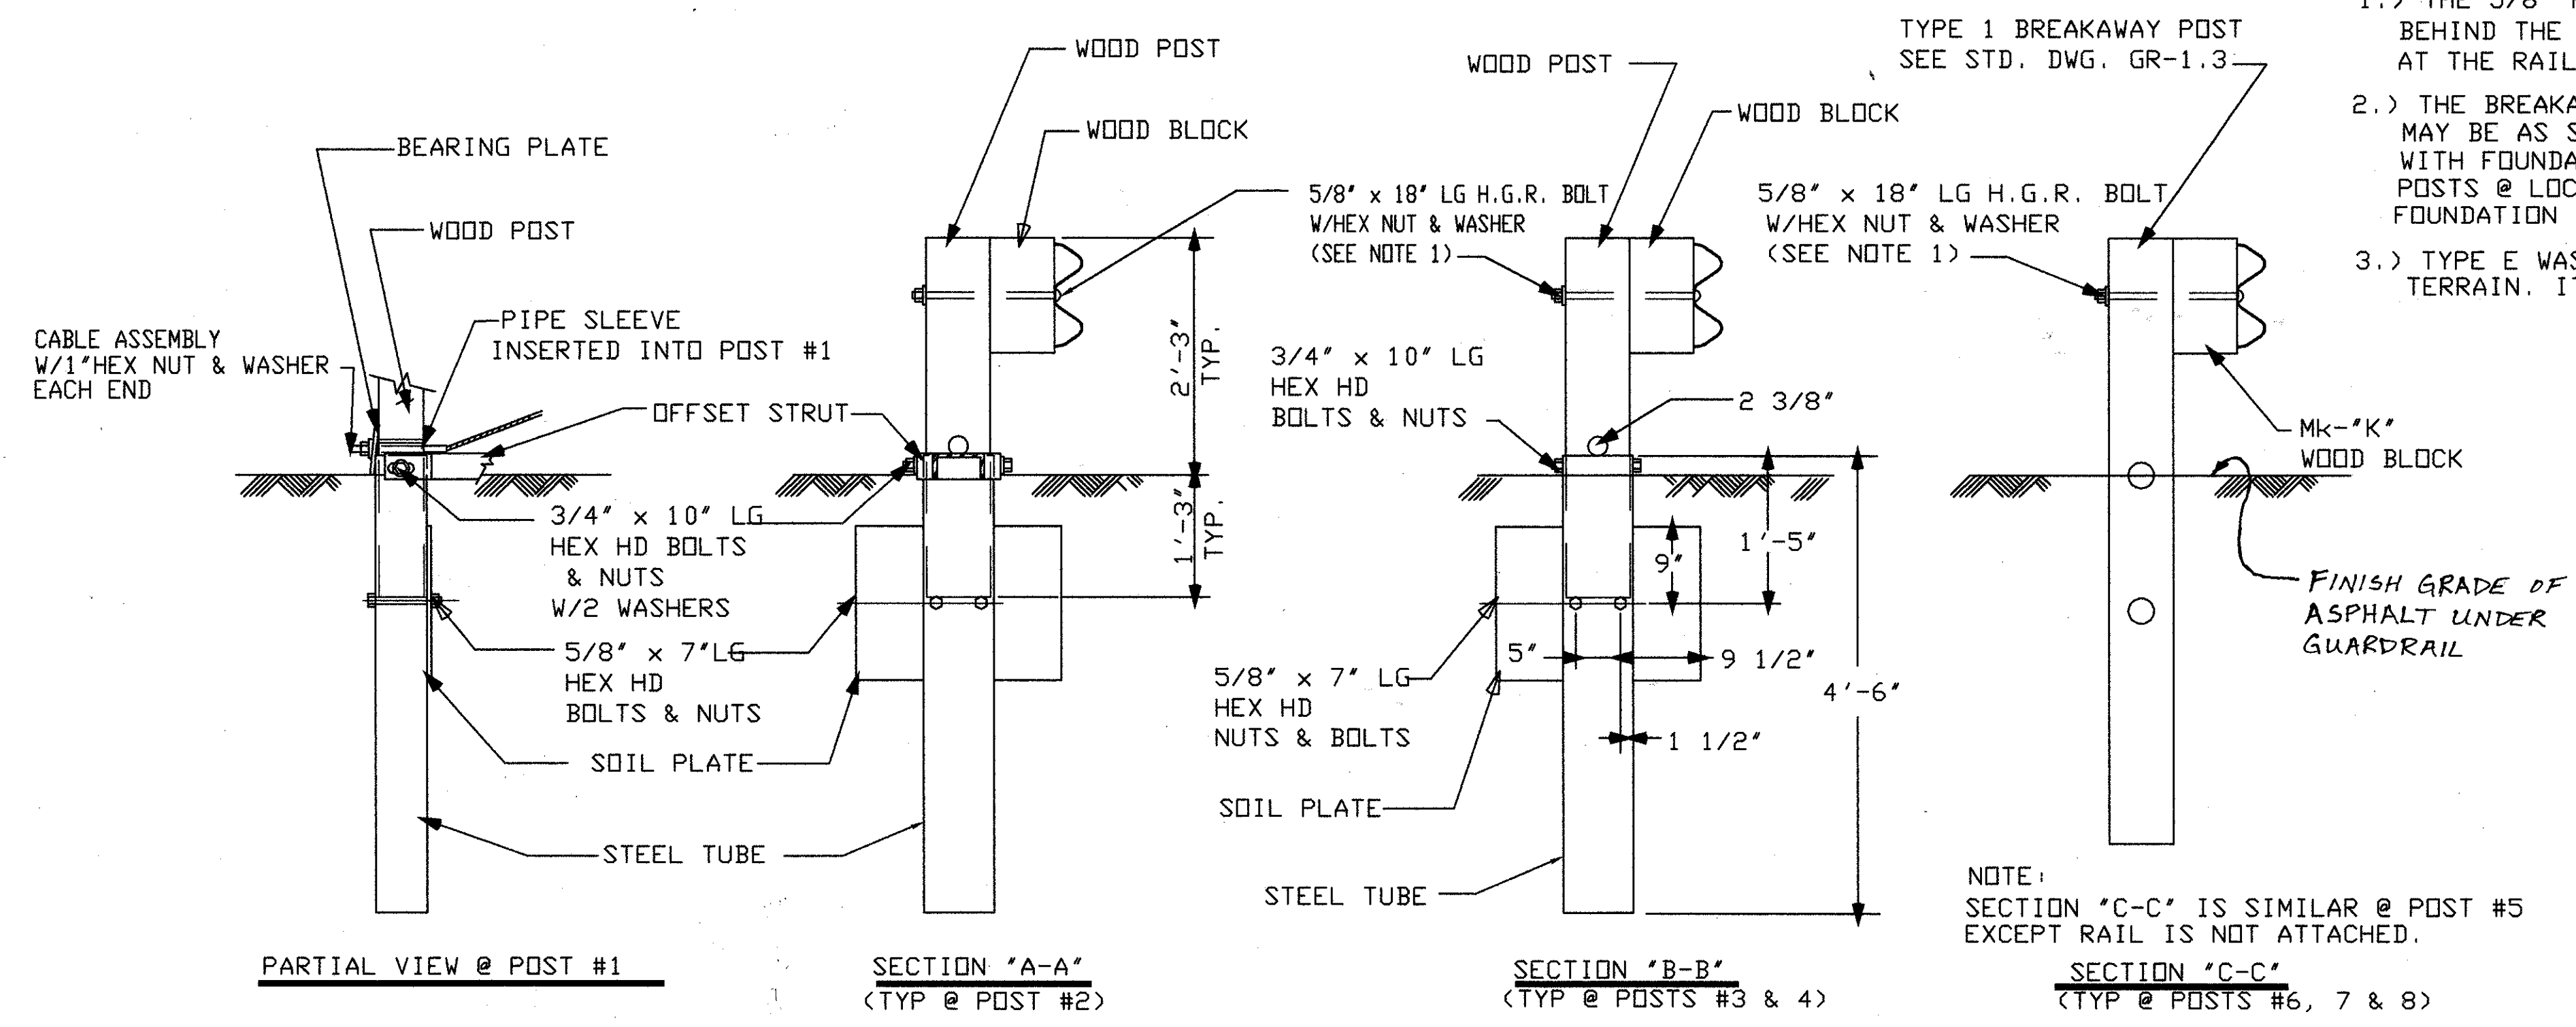 WOOD POST
WOOD BLOCK
BEARING PLATE
WOOD POST
CABLE ASSEMBLY
W/1"HEX NUT & WASHER
EACH END
PIPE SLEEVE
INSERTED INTO POST #1
OFFSET STRUT
3/4" x 10" LG
HEX HD BOLTS
& NUTS
W/2 WASHERS
5/8" x 7"LG
HEX HD
BOLTS & NUTS
SOIL PLATE
STEEL TUBE
PARTIAL VIEW @ POST #1
5/8" x 18" LG H.G.R. BOLT
W/HEX NUT & WASHER
(SEE NOTE 1)
2'-3"
TYP.
1'-3"
TYP.
SECTION "A-A"
(TYP @ POST #2)
WOOD POST
WOOD BLOCK
3/4" x 10" LG
HEX HD
BOLTS & NUTS
2 3/8"
9"
1'-5"
5"
9 1/2"
4'-6"
1 1/2"
5/8" x 7" LG
HEX HD
NUTS & BOLTS
SOIL PLATE
STEEL TUBE
SECTION "B-B"
(TYP @ POSTS #3 & 4)
TYPE 1 BREAKAWAY POST
SEE STD. DWG. GR-1.3
5/8" x 18" LG H.G.R. BOLT
W/HEX NUT & WASHER
(SEE NOTE 1)
Mk-"K"
WOOD BLOCK
FINISH GRADE OF
ASPHALT UNDER
GUARDRAIL
NOTE:
SECTION "C-C" IS SIMILAR @ POST #5
EXCEPT RAIL IS NOT ATTACHED.
SECTION "C-C"
(TYP @ POSTS #6, 7 & 8)
1.) THE 5/8"
BEHIND THE
AT THE RAIL
2.) THE
MAY BE AS
WITH
POSTS @
FOUNDATION
3.) TYPE E
TERRAIN.